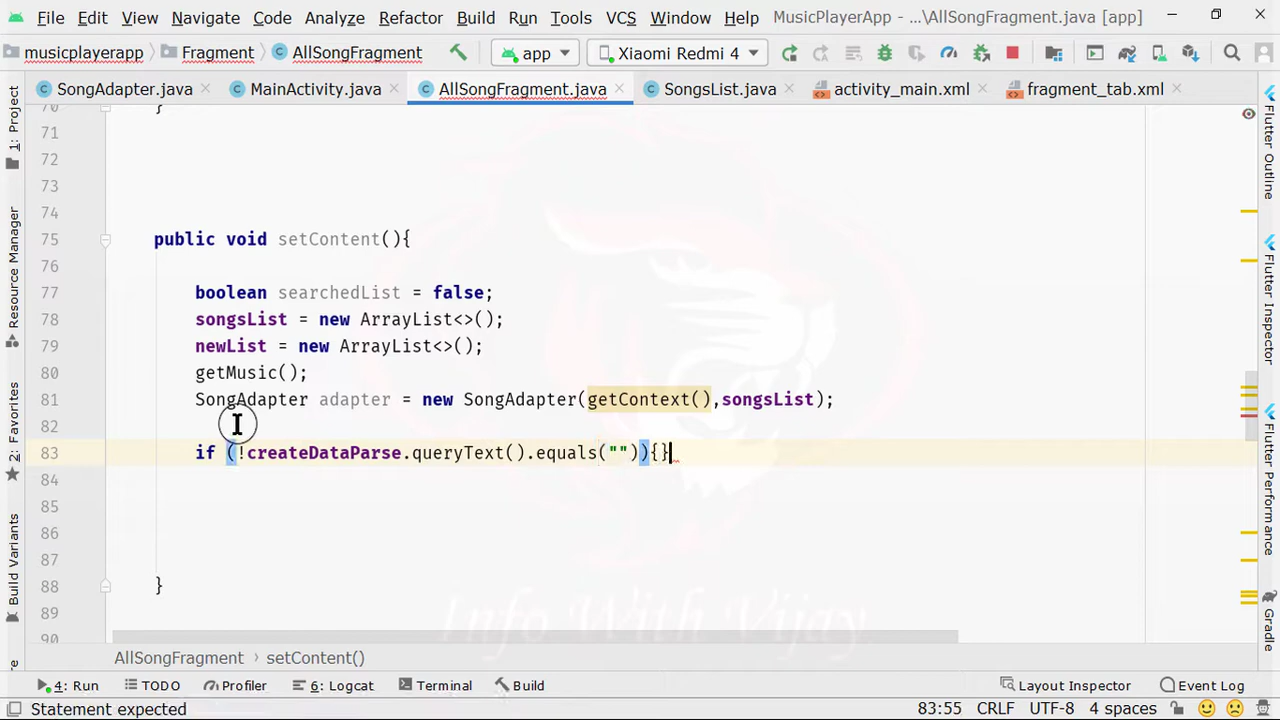 File Edit View Navigate Code Analyze Refactor Build Run Tools VCS Window Help MusicPlayerApp - ...\AllSongFragment.java [app]
musicplayerapp Fragment AllSongFragment app Xiaomi Redmi 4
SongAdapter.java MainActivity.java AllSongFragment.java SongsList.java activity_main.xml fragment_tab.xml
70 }
71
72
73
74
75 public void setContent(){
76
77 boolean searchedList = false;
78 songsList = new ArrayList<>();
79 newList = new ArrayList<>();
80 getMusic();
81 SongAdapter adapter = new SongAdapter(getContext(),songsList);
82
83 if (!createDataParse.queryText().equals("")){}
84
85
86
87
88 }
89
90
Info With Vijay
1: Project
Resource Manager
2: Favorites
Build Variants
Flutter Outline
Flutter Inspector
Flutter Performance
Gradle
AllSongFragment > setContent()
4: Run TODO Profiler 6: Logcat Terminal Build Layout Inspector Event Log
Statement expected 83:55 CRLF UTF-8 4 spaces